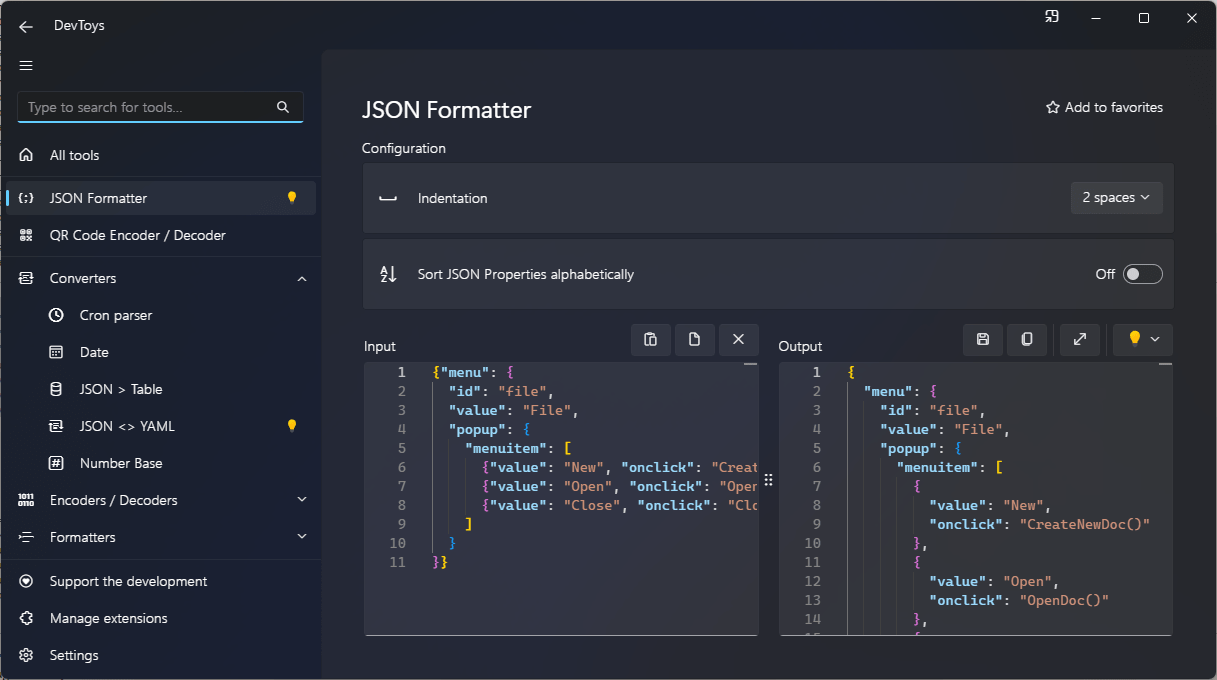 DevToys
Type to search for tools...
All tools
JSON Formatter
QR Code Encoder / Decoder
Converters
Cron parser
Date
JSON > Table
JSON <> YAML
Number Base
Encoders / Decoders
Formatters
Support the development
Manage extensions
Settings
JSON Formatter
Add to favorites
Configuration
Indentation
2 spaces
Sort JSON Properties alphabetically
Off
Input
1 {"menu": {
2   "id": "file",
3   "value": "File",
4   "popup": {
5     "menuitem": [
6       {"value": "New", "onclick": "Creat
7       {"value": "Open", "onclick": "Open
8       {"value": "Close", "onclick": "Clo
9     ]
10   }
11 }}
Output
1 {
2   "menu": {
3     "id": "file",
4     "value": "File",
5     "popup": {
6       "menuitem": [
7         {
8           "value": "New",
9           "onclick": "CreateNewDoc()"
10         },
11         {
12           "value": "Open",
13           "onclick": "OpenDoc()"
14         },